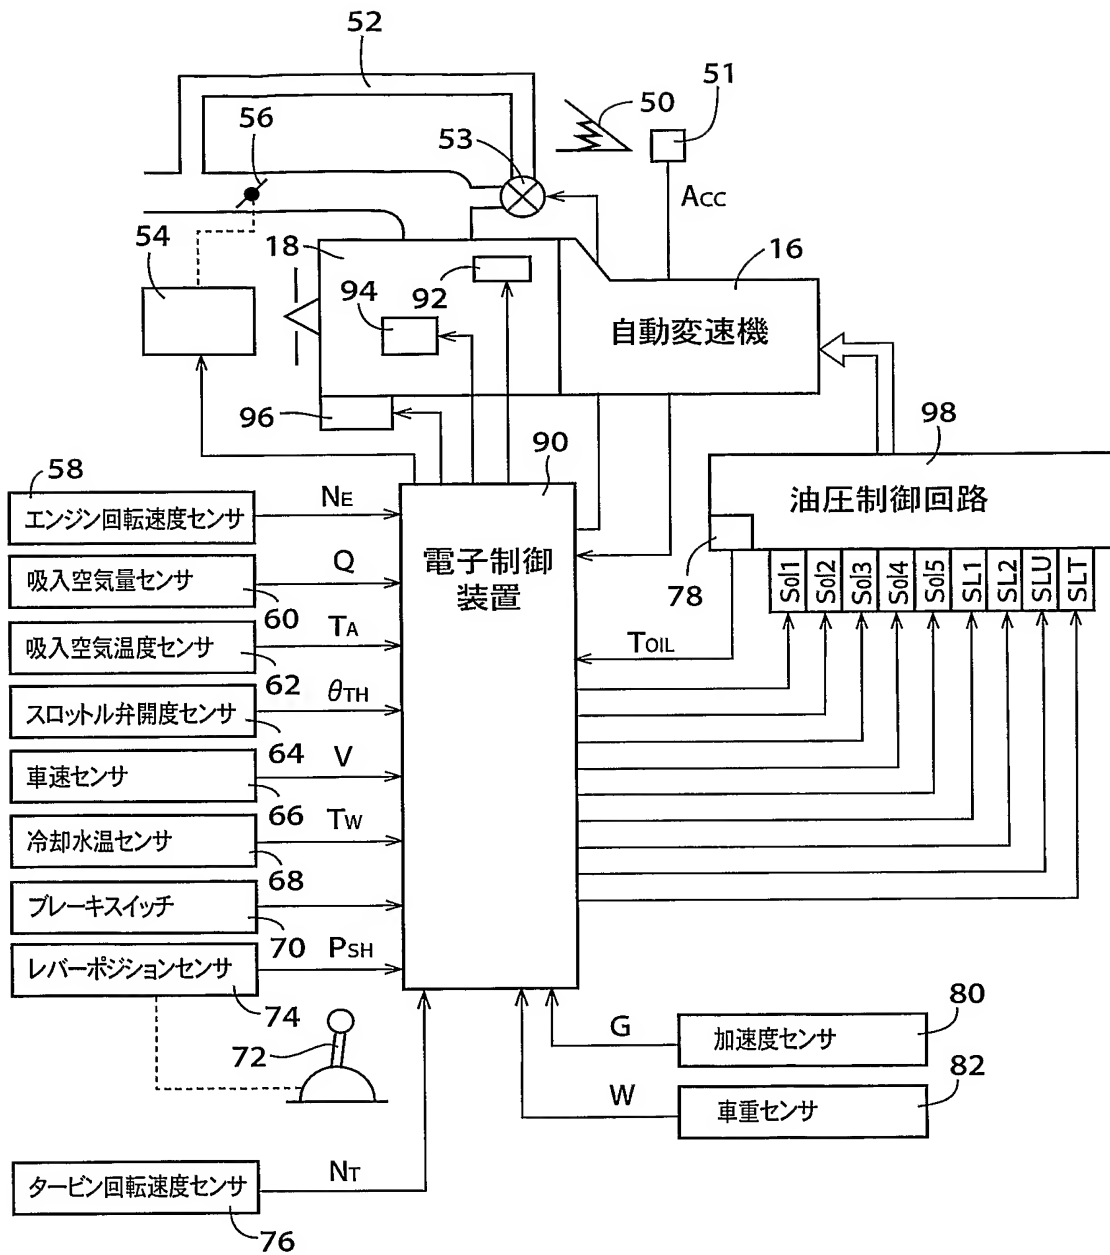 52
51
50
56
53
ACC
54
18
16
92
94
自動変速機
96
98
90
58
油圧制御回路
NE
エンジン回転速度センサ
電子制御
装置
Q
吸入空気量センサ
78
Sol1
Sol2
Sol3
Sol4
Sol5
SL1
SL2
SLU
SLT
60
TA
吸入空気温度センサ
TOIL
62
θTH
スロットル弁開度センサ
64
V
車速センサ
66
TW
冷却水温センサ
68
ブレーキスイッチ
70
PSH
レバーポジションセンサ
74
80
G
加速度センサ
72
82
W
車重センサ
NT
タービン回転速度センサ
76